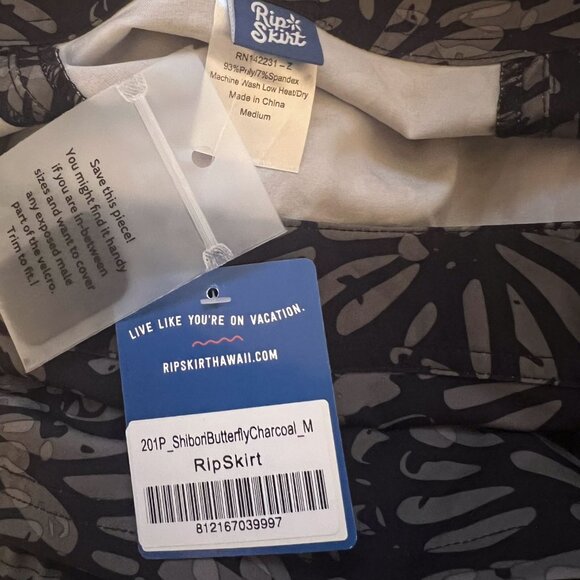 Rip
Skirt
RN142231-Z
93%Poly/7%Spandex
Machine Wash Low Heat/Dry
Made in China
Medium
Save this piece!
You might find it handy
if you are in-between
sizes and want to cover
any exposed male
part of the velcro.
Trim to fit.!
LIVE LIKE YOU'RE ON VACATION.
RIPSKIRTHAWAII.COM
201P_ShiboriButterflyCharcoal_M
RipSkirt
812167039997